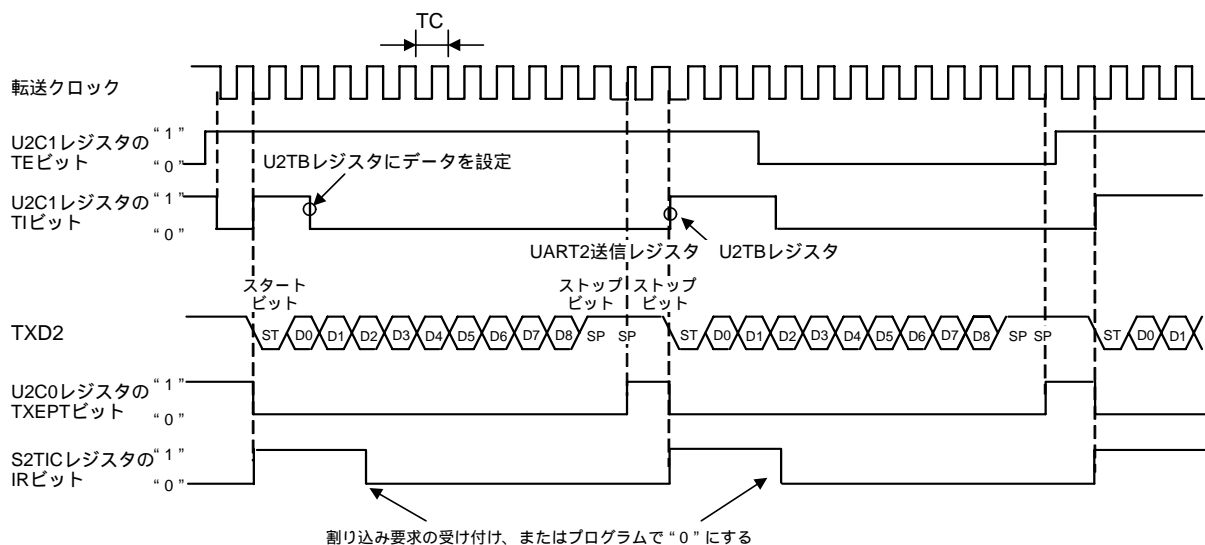 TC
転送クロック
U2C1レジスタの
TEビット
“ 1 ”
“ 0 ”
U2TBレジスタにデータを設定
U2C1レジスタの
TIビット
“ 1 ”
“ 0 ”
UART2送信レジスタ U2TBレジスタ
スタート
ビット
ストップ
ビット
ストップ
ビット
TXD2
ST D0 D1 D2 D3 D4 D5 D6 D7 D8 SP SP ST D0 D1 D2 D3 D4 D5 D6 D7 D8 SP SP ST D0 D1
U2C0レジスタの
TXEPTビット
“ 1 ”
“ 0 ”
S2TICレジスタの
IRビット
“ 1 ”
“ 0 ”
割り込み要求の受け付け、またはプログラムで “ 0 ” にする